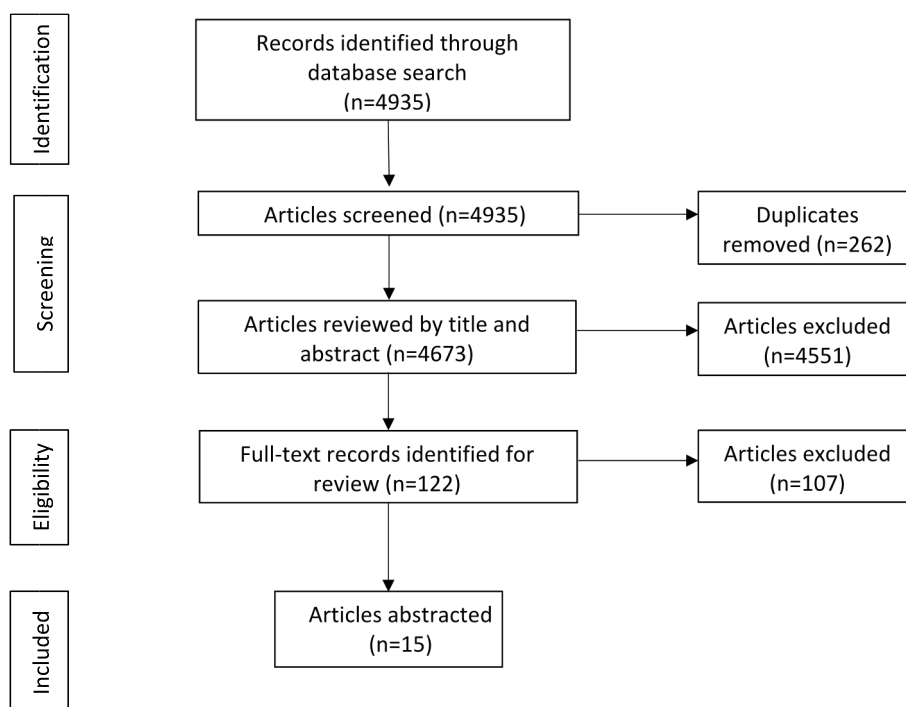 Identification
Records identified through
database search
(n=4935)
Screening
Articles screened (n=4935)
Duplicates
removed (n=262)
Articles reviewed by title and
abstract (n=4673)
Articles excluded
(n=4551)
Eligibility
Full-text records identified for
review (n=122)
Articles excluded
(n=107)
Included
Articles abstracted
(n=15)